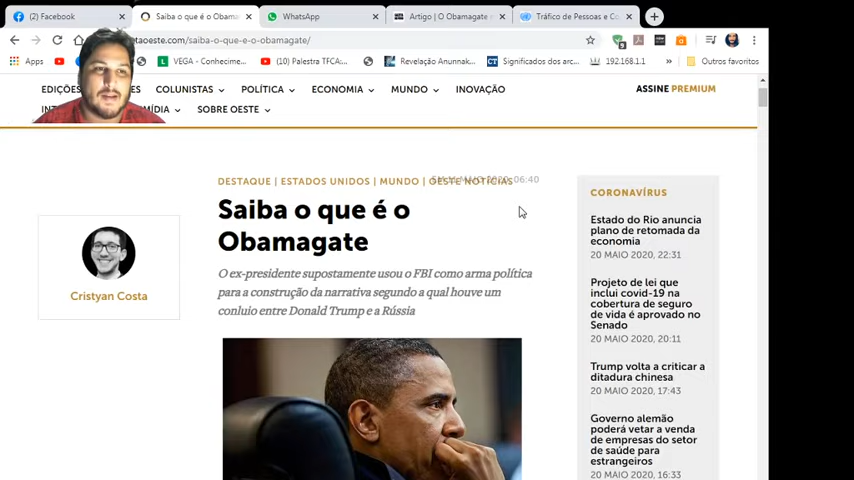 (2) Facebook
Saiba o que é o Obama
WhatsApp
Artigo | O Obamagate n
Tráfico de Pessoas e Co
etaoeste.com/saiba-o-que-e-o-obamagate/
Apps
VEGA - Conhecime...
(10) Palestra TFCA:...
Revelação Anunnak...
Significados dos arc...
192.168.1.1
»
Outros favoritos
EDIÇÕES
ES
COLUNISTAS
POLÍTICA
ECONOMIA
MUNDO
INOVAÇÃO
ASSINE PREMIUM
MÍDIA
SOBRE OESTE
DESTAQUE | ESTADOS UNIDOS | MUNDO | OESTE NOTÍCIAS
MAIO 2020, 06:40
Saiba o que é o
Obamagate
O ex-presidente supostamente usou o FBI como arma política
para a construção da narrativa segundo a qual houve um
conluio entre Donald Trump e a Rússia
Cristyan Costa
CORONAVÍRUS
Estado do Rio anuncia
plano de retomada da
economia
20 MAIO 2020, 22:31
Projeto de lei que
inclui covid-19 na
cobertura de seguro
de vida é aprovado no
Senado
20 MAIO 2020, 20:11
Trump volta a criticar a
ditadura chinesa
20 MAIO 2020, 17:43
Governo alemão
poderá vetar a venda
de empresas do setor
de saúde para
estrangeiros
20 MAIO 2020, 16:33